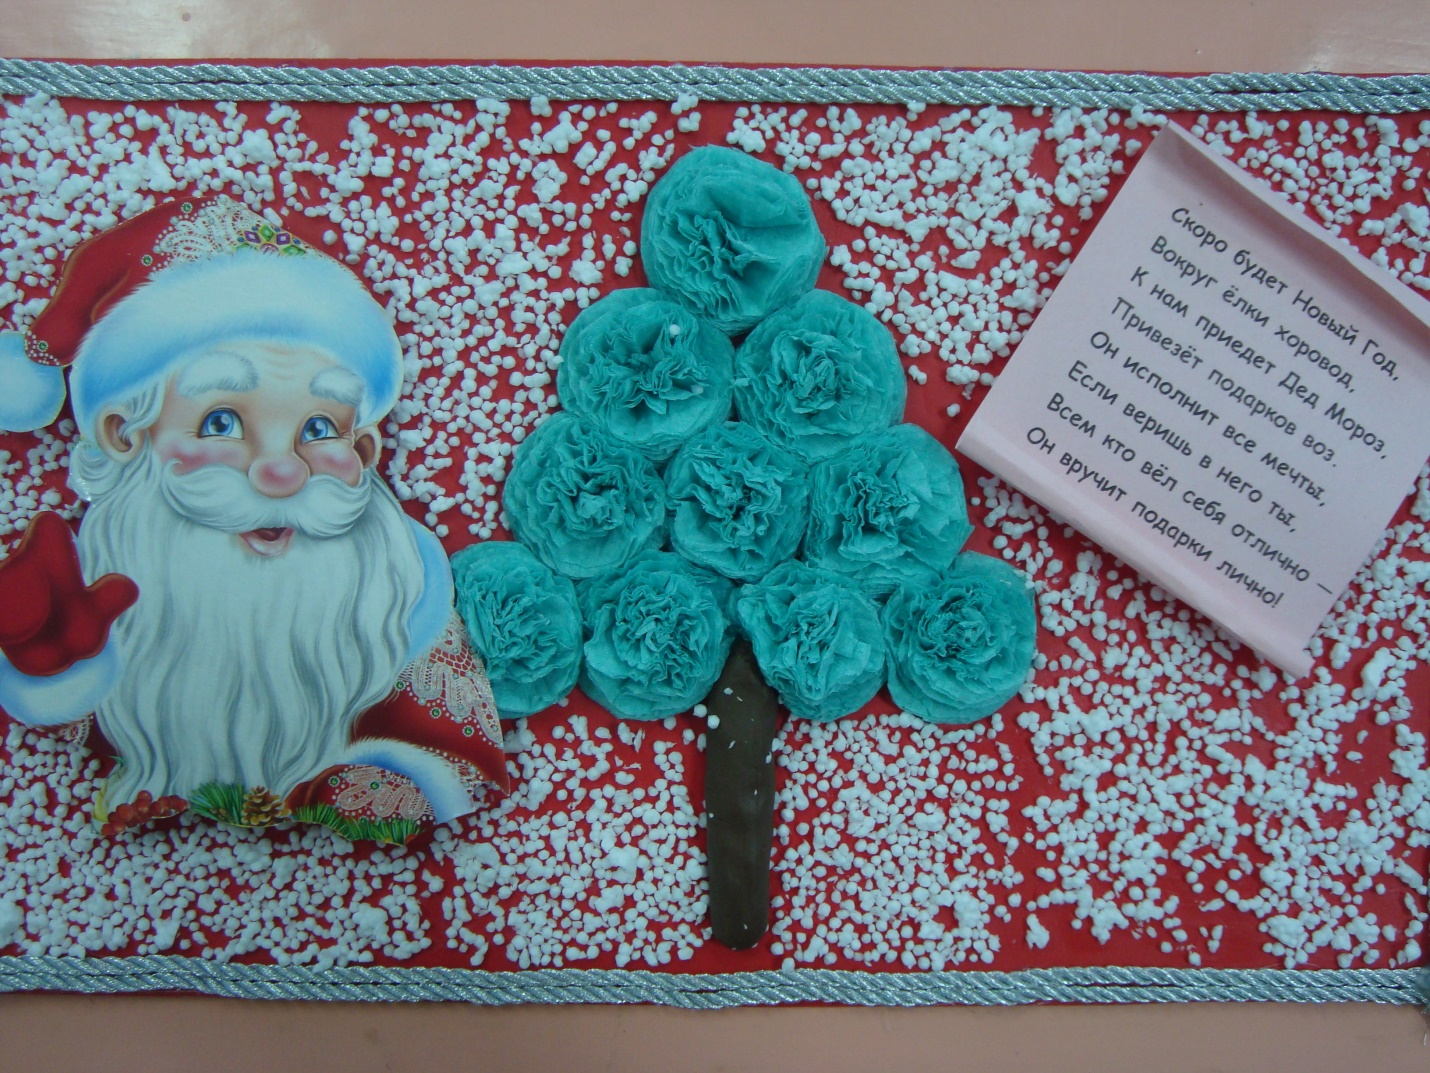 Скоро будет Новый Год,
Вокруг ёлки хоровод,
К нам приедет Дед Мороз,
Привезёт подарков воз.
Он исполнит все мечты,
Если веришь в него ты,
Всем кто вёл себя отлично –
Он вручит подарки лично!